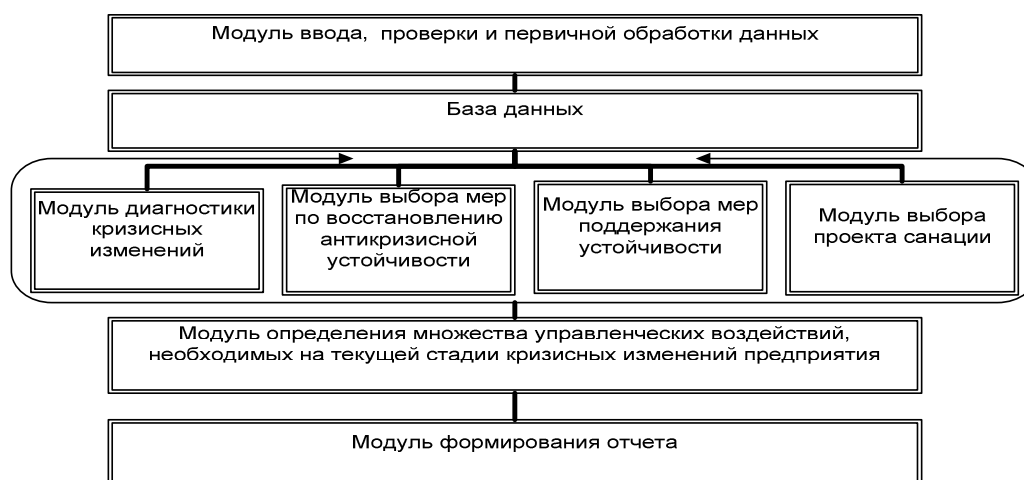 Модуль ввода, проверки и первичной обработки данных
База данных
Модуль диагностики
кризисных
изменений
Модуль выбора мер
по восстановлению
антикризисной
устойчивости
Модуль выбора мер
поддержания
устойчивости
Модуль выбора
проекта санации
Модуль определения множества управленческих воздействий,
необходимых на текущей стадии кризисных изменений предприятия
Модуль формирования отчета